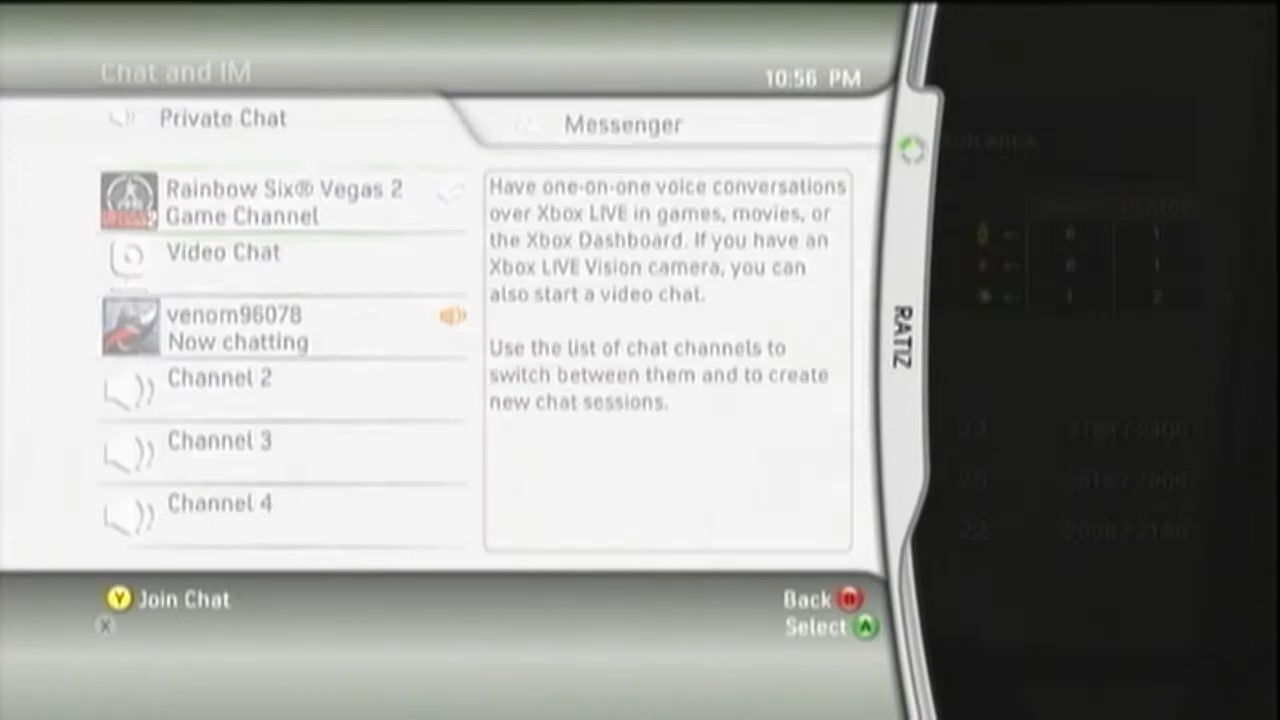 Chat and IM
10:56 PM
Private Chat
Messenger
Rainbow Six® Vegas 2
Game Channel
Video Chat
venom96078
Now chatting
Channel 2
Channel 3
Channel 4
Have one-on-one voice conversations
over Xbox LIVE in games, movies, or
the Xbox Dashboard. If you have an
Xbox LIVE Vision camera, you can
also start a video chat.
Use the list of chat channels to
switch between them and to create
new chat sessions.
RATIZ
Y Join Chat
X
Back B
Select A